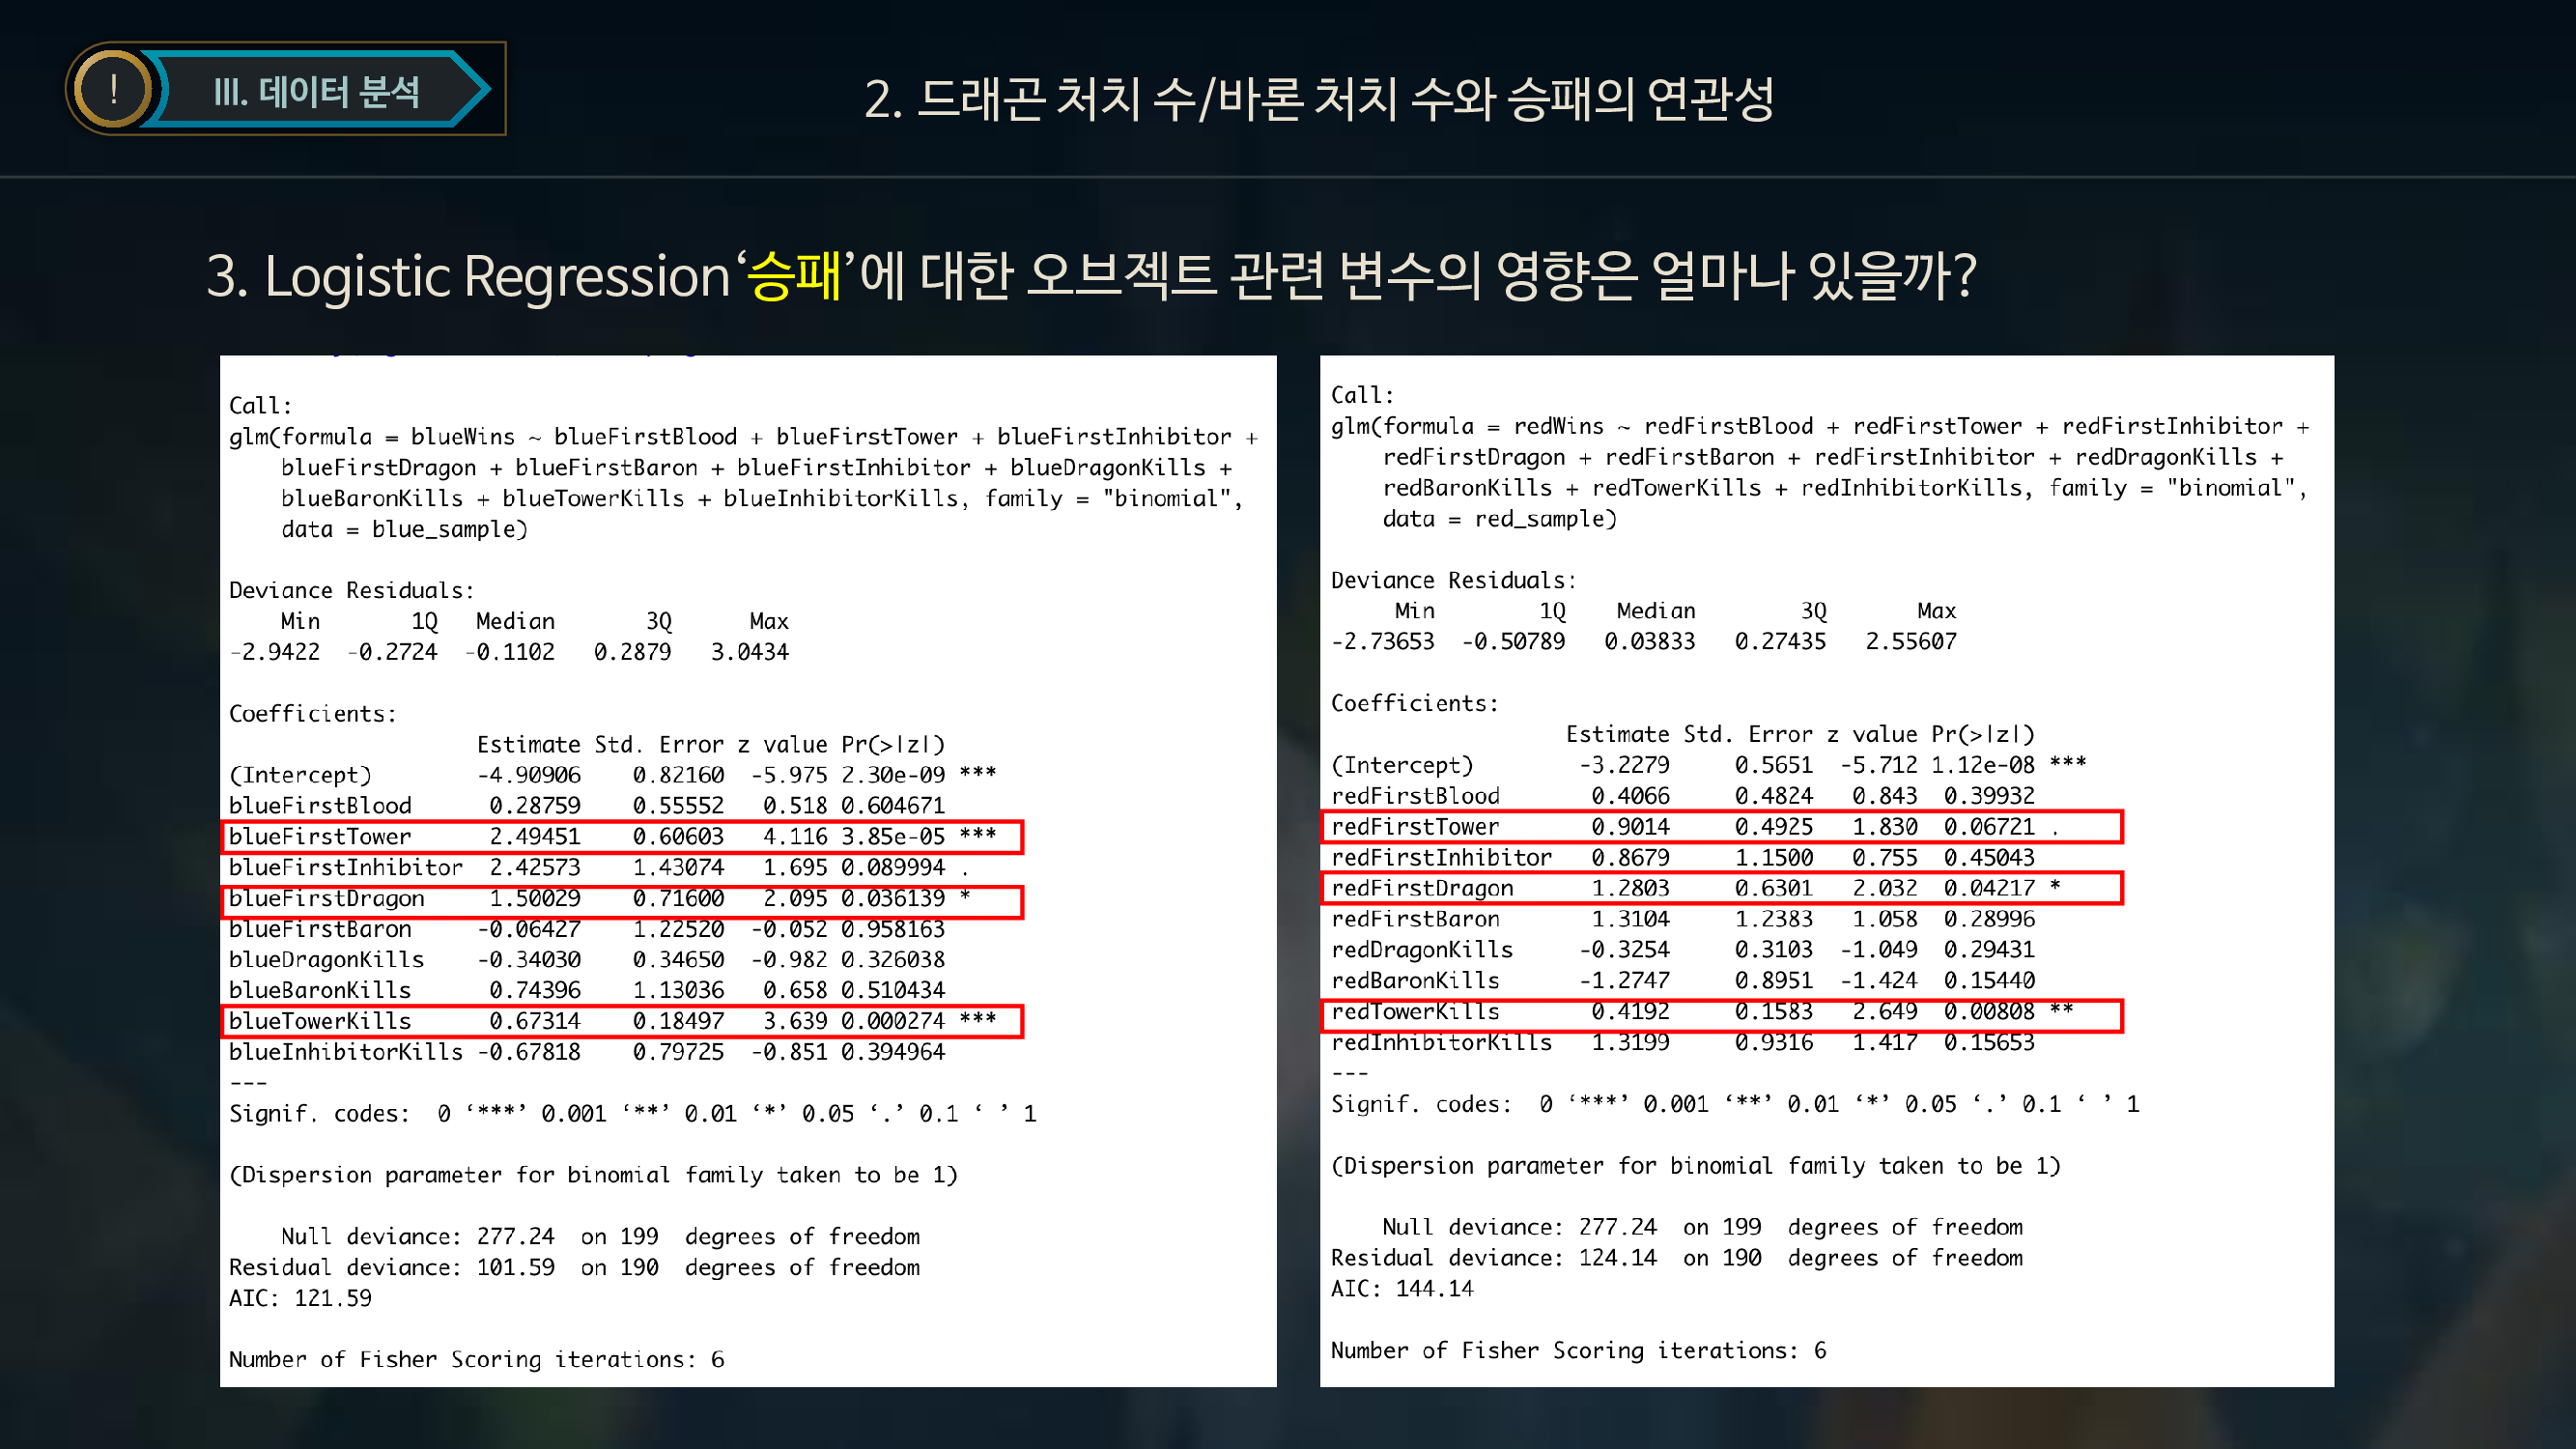 !
III. 데이터 분석
2. 드래곤 처치 수/바론 처치 수와 승패의 연관성
3. Logistic Regression ‘승패’에 대한 오브젝트 관련 변수의 영향은 얼마나 있을까?
Call:
glm(formula = blueWins ~ blueFirstBlood + blueFirstTower + blueFirstInhibitor +
    blueFirstDragon + blueFirstBaron + blueFirstInhibitor + blueDragonKills +
    blueBaronKills + blueTowerKills + blueInhibitorKills, family = "binomial",
    data = blue_sample)
Deviance Residuals:
    Min       1Q   Median       3Q      Max
-2.9422  -0.2724  -0.1102   0.2879   3.0434
Coefficients:
                   Estimate Std. Error z value Pr(>|z|)
(Intercept)        -4.90906    0.82160  -5.975 2.30e-09 ***
blueFirstBlood      0.28759    0.55552   0.518 0.604671
blueFirstTower      2.49451    0.60603   4.116 3.85e-05 ***
blueFirstInhibitor  2.42573    1.43074   1.695 0.089994 .
blueFirstDragon     1.50029    0.71600   2.095 0.036139 *
blueFirstBaron     -0.06427    1.22520  -0.052 0.958163
blueDragonKills    -0.34030    0.34650  -0.982 0.326038
blueBaronKills      0.74396    1.13036   0.658 0.510434
blueTowerKills      0.67314    0.18497   3.639 0.000274 ***
blueInhibitorKills -0.67818    0.79725  -0.851 0.394964
---
Signif. codes:  0 ‘***’ 0.001 ‘**’ 0.01 ‘*’ 0.05 ‘.’ 0.1 ‘ ’ 1
(Dispersion parameter for binomial family taken to be 1)
    Null deviance: 277.24  on 199  degrees of freedom
Residual deviance: 101.59  on 190  degrees of freedom
AIC: 121.59
Number of Fisher Scoring iterations: 6
Call:
glm(formula = redWins ~ redFirstBlood + redFirstTower + redFirstInhibitor +
    redFirstDragon + redFirstBaron + redFirstInhibitor + redDragonKills +
    redBaronKills + redTowerKills + redInhibitorKills, family = "binomial",
    data = red_sample)
Deviance Residuals:
     Min        1Q    Median        3Q       Max
-2.73653  -0.50789   0.03833   0.27435   2.55607
Coefficients:
                  Estimate Std. Error z value Pr(>|z|)
(Intercept)        -3.2279     0.5651  -5.712 1.12e-08 ***
redFirstBlood       0.4066     0.4824   0.843  0.39932
redFirstTower       0.9014     0.4925   1.830  0.06721 .
redFirstInhibitor   0.8679     1.1500   0.755  0.45043
redFirstDragon      1.2803     0.6301   2.032  0.04217 *
redFirstBaron       1.3104     1.2383   1.058  0.28996
redDragonKills     -0.3254     0.3103  -1.049  0.29431
redBaronKills      -1.2747     0.8951  -1.424  0.15440
redTowerKills       0.4192     0.1583   2.649  0.00808 **
redInhibitorKills   1.3199     0.9316   1.417  0.15653
---
Signif. codes:  0 ‘***’ 0.001 ‘**’ 0.01 ‘*’ 0.05 ‘.’ 0.1 ‘ ’ 1
(Dispersion parameter for binomial family taken to be 1)
    Null deviance: 277.24  on 199  degrees of freedom
Residual deviance: 124.14  on 190  degrees of freedom
AIC: 144.14
Number of Fisher Scoring iterations: 6